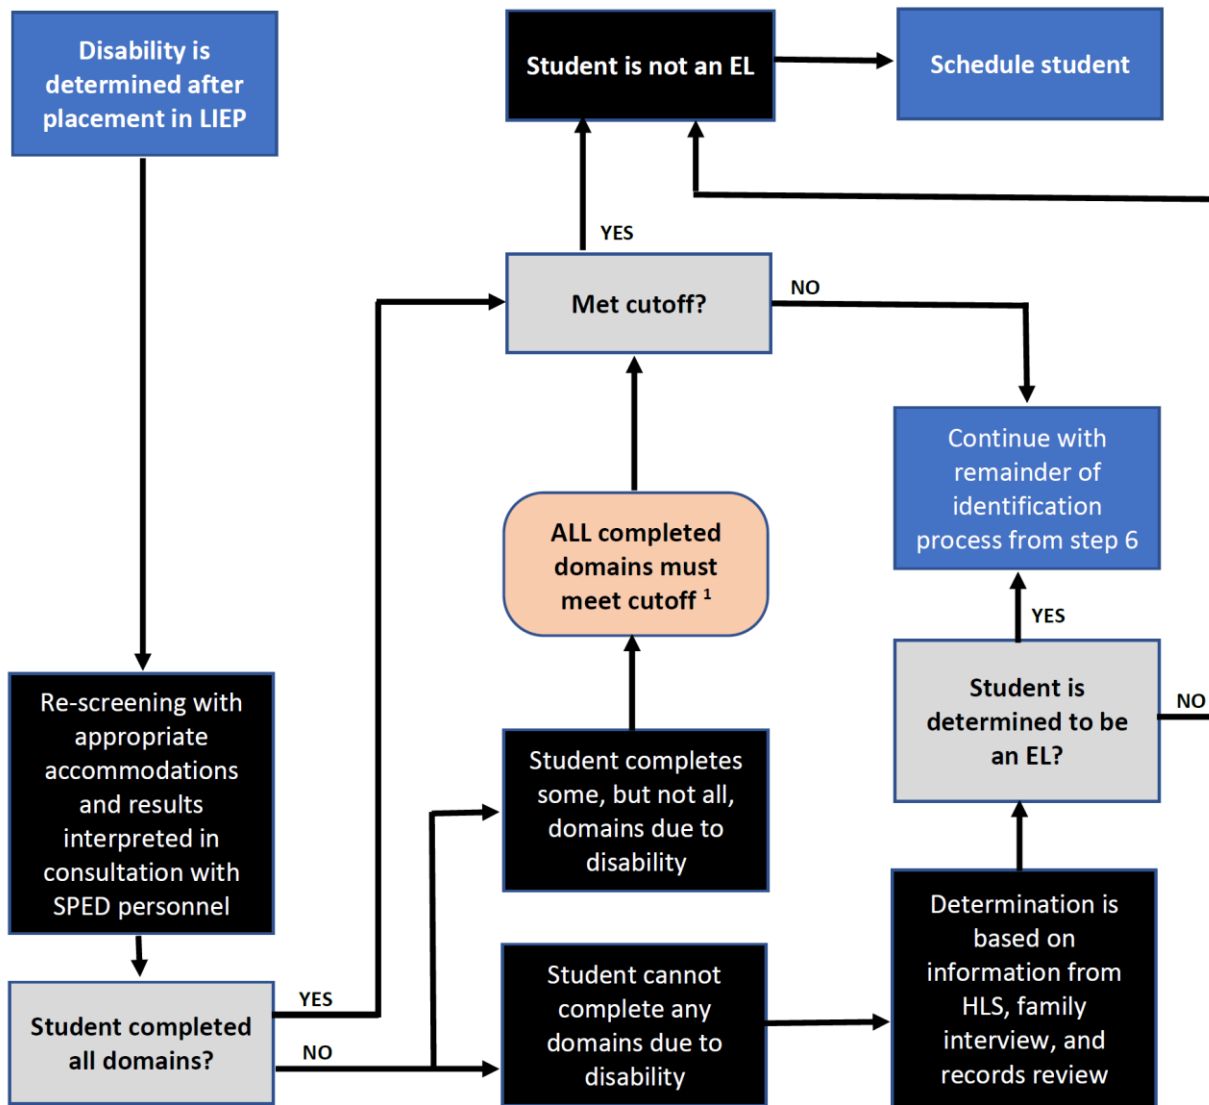 Disability is
determined after
placement in LIEP
Student is not an EL
Schedule student
YES
Met cutoff?
NO
Continue with
remainder of
identification
process from step 6
ALL completed
domains must
meet cutoff 1
YES
Student is
determined to be
an EL?
NO
Re-screening with
appropriate
accommodations
and results
interpreted in
consultation with
SPED personnel
Student completes
some, but not all,
domains due to
disability
Determination is
based on
information from
HLS, family
interview, and
records review
Student cannot
complete any
domains due to
disability
Student completed
all domains?
YES
NO